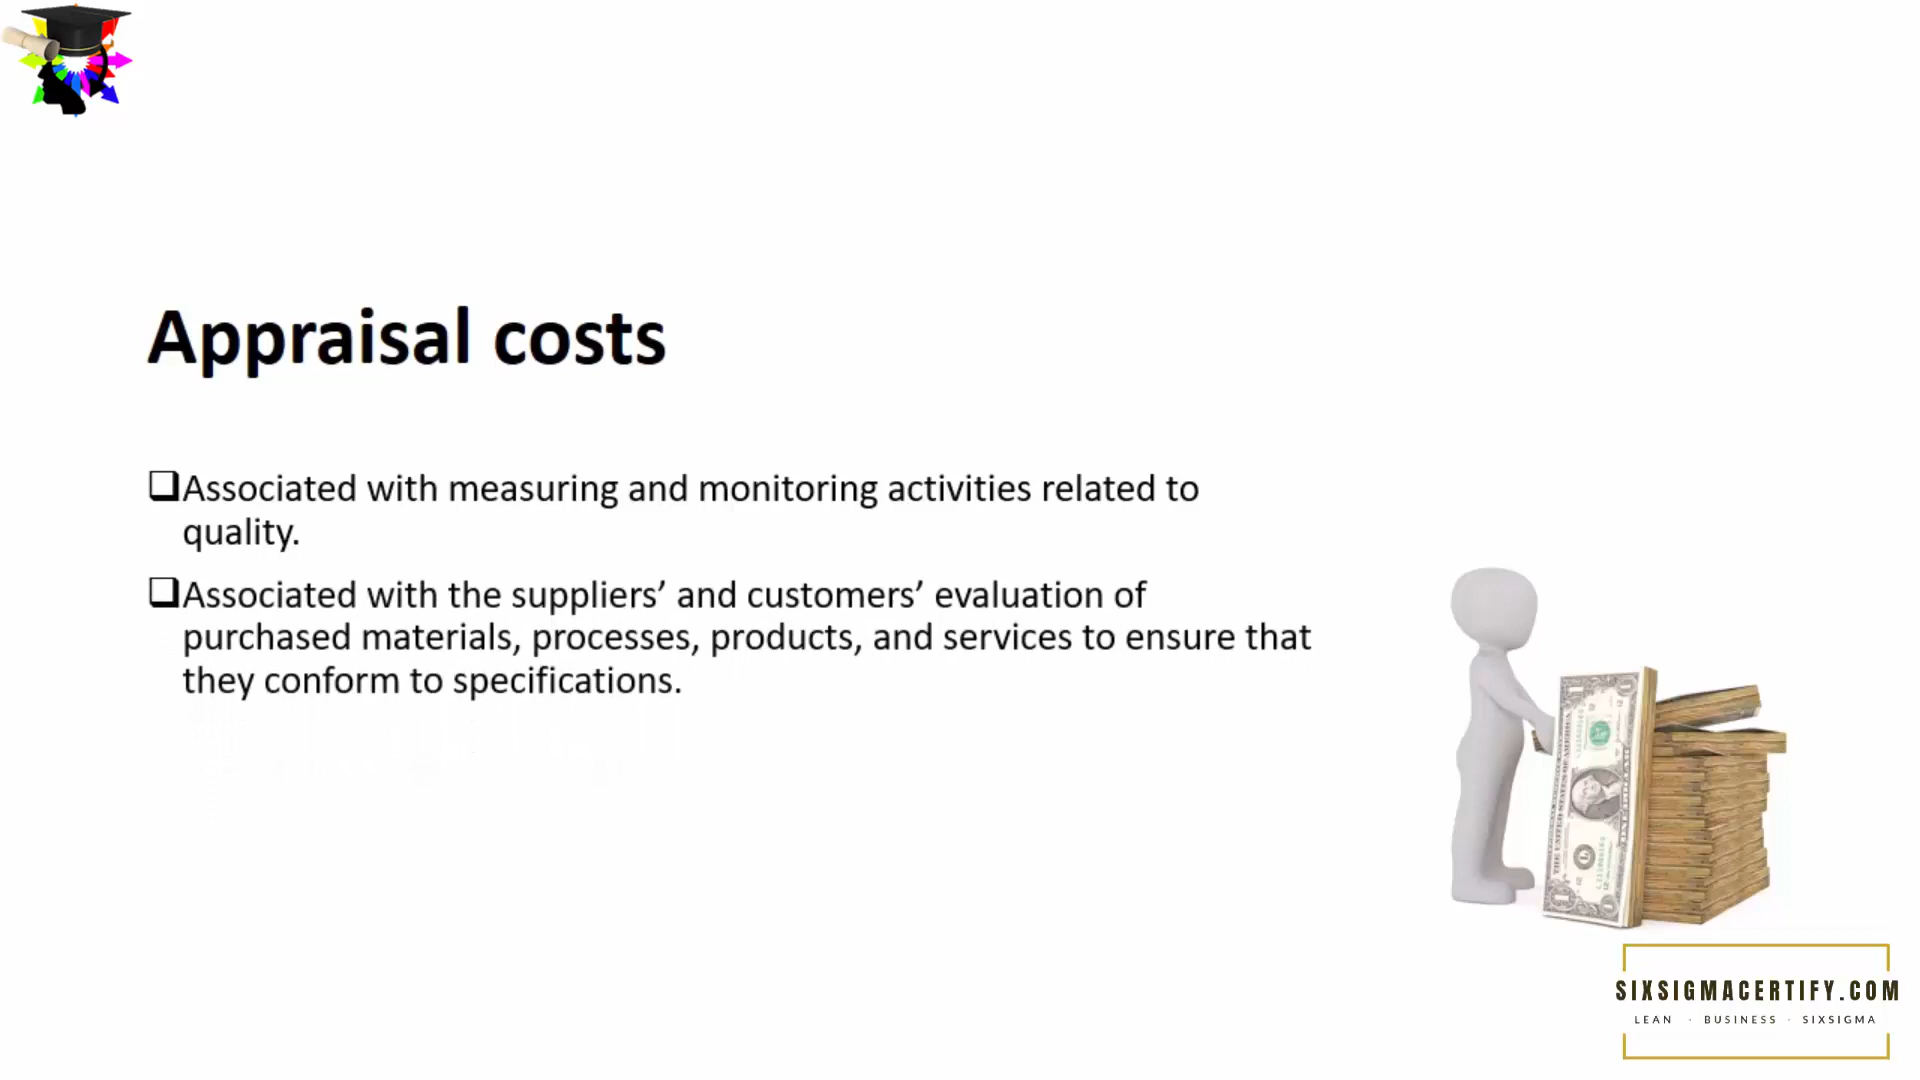 Appraisal costs
Associated with measuring and monitoring activities related to
quality.
Associated with the suppliers’ and customers’ evaluation of
purchased materials, processes, products, and services to ensure that
they conform to specifications.
SIXSIGMACERTIFY.COM
LEAN · BUSINESS · SIXSIGMA